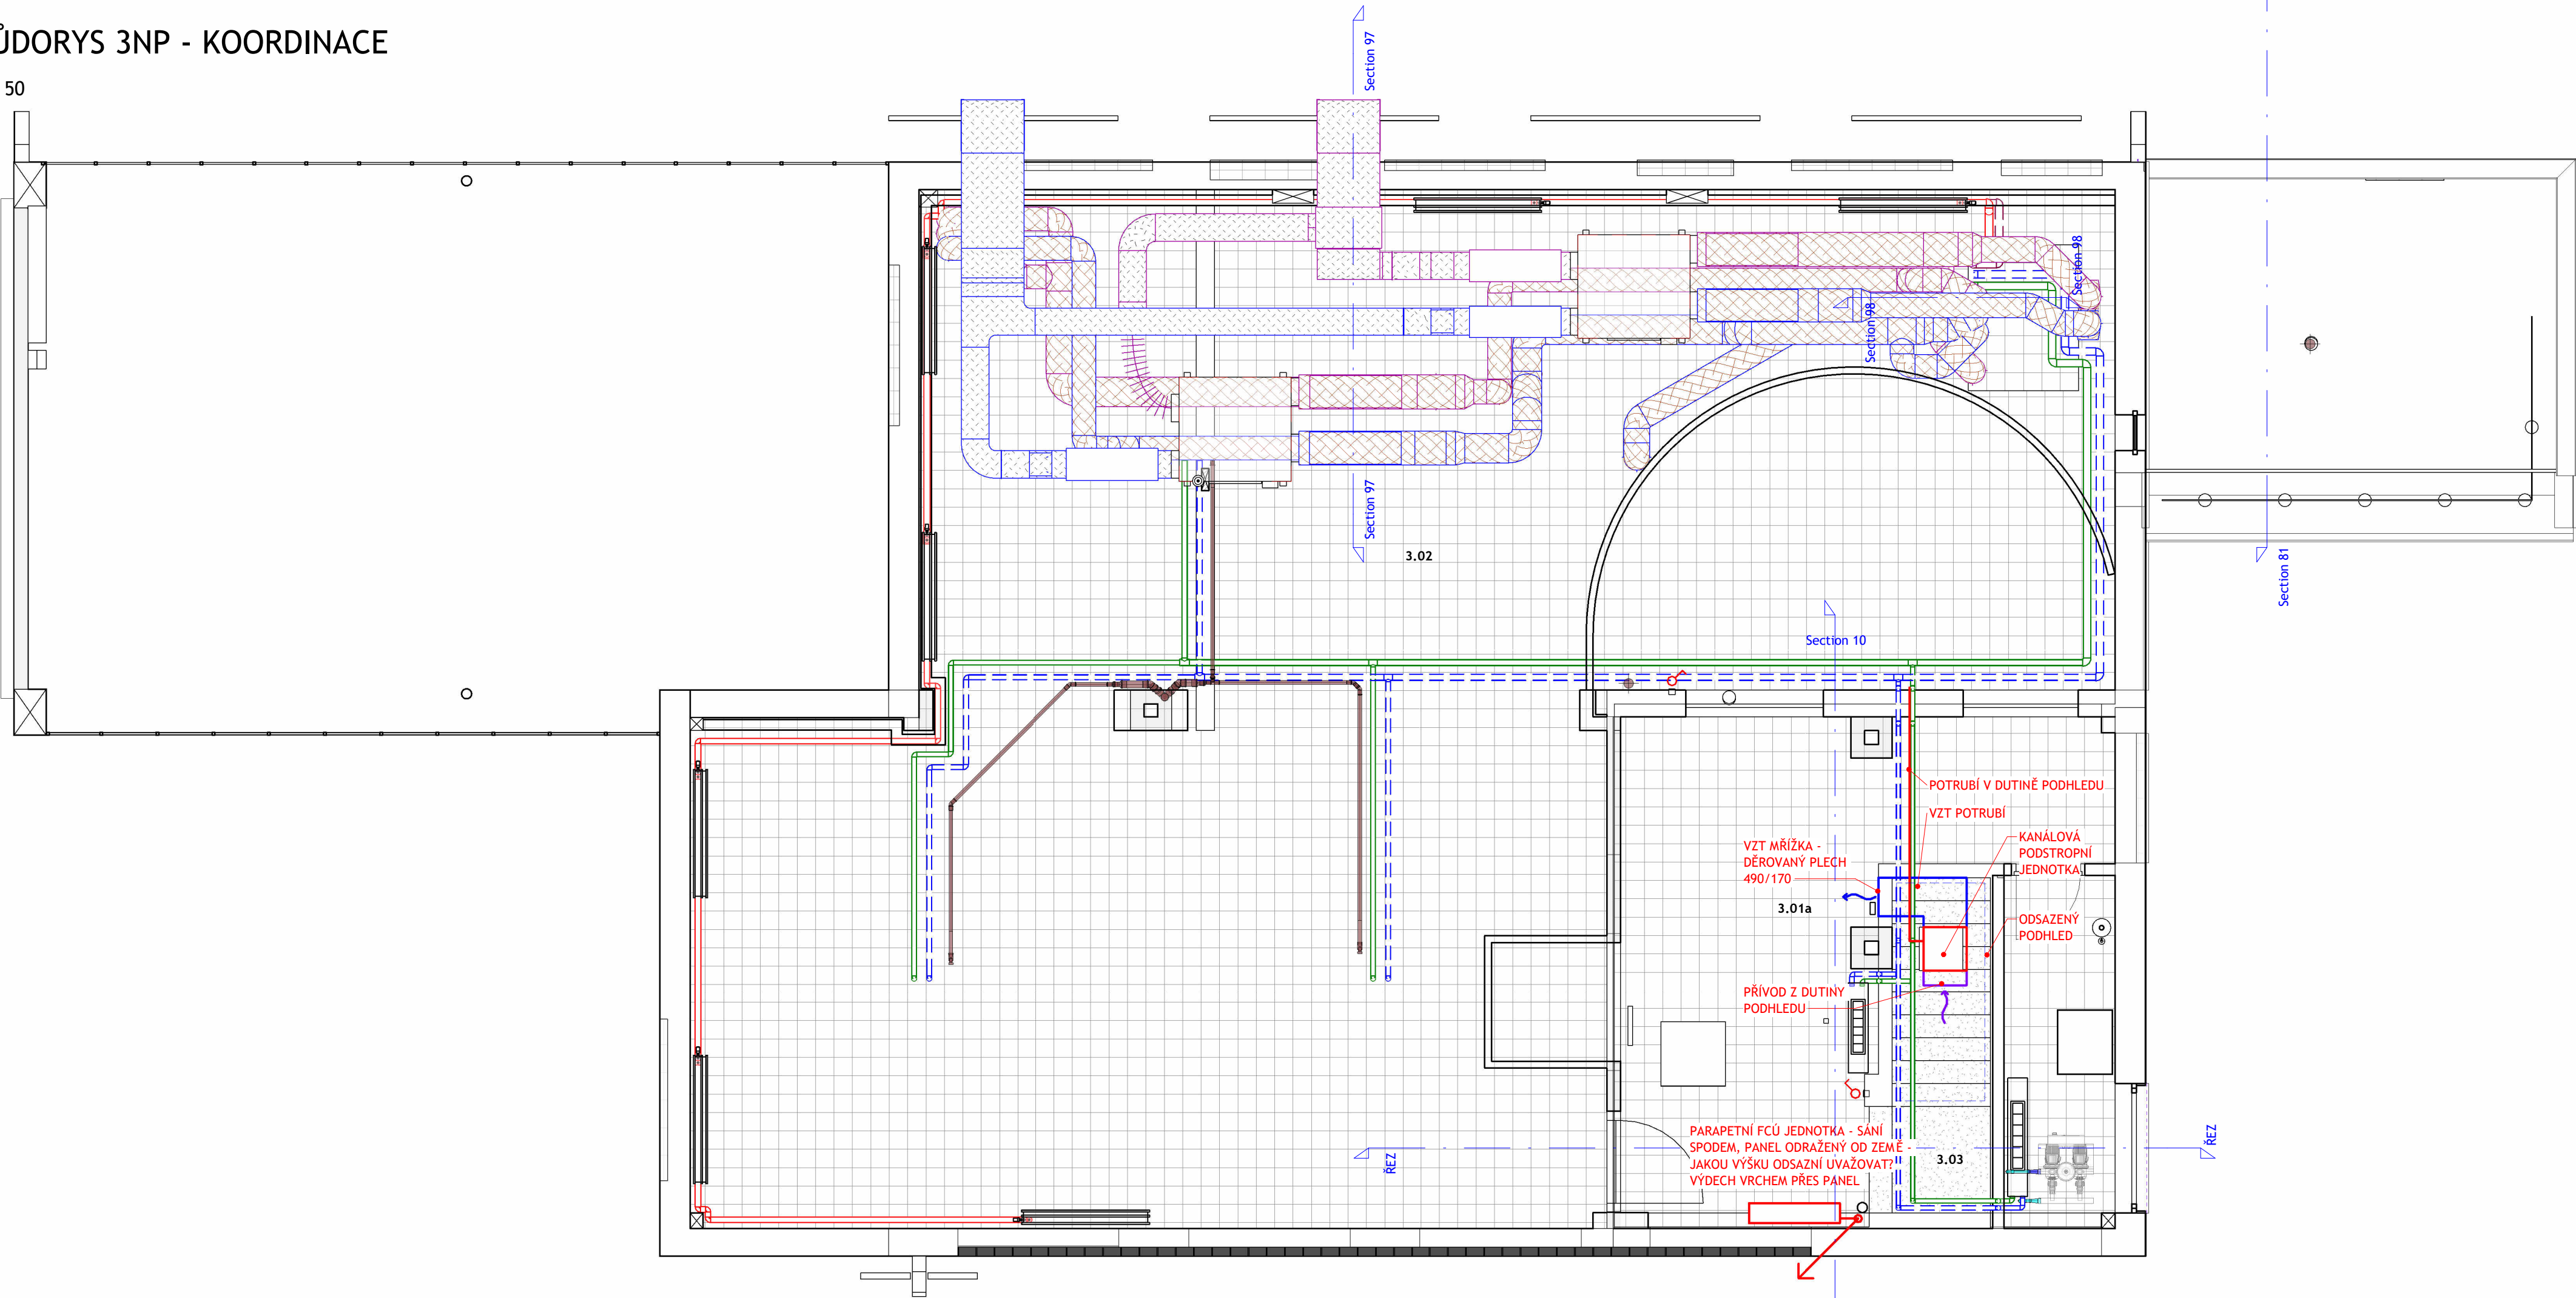 ŮDORYS 3NP - KOORDINACE
50
Section 97
Section 98
Section 98
Section 97
3.02
Section 10
Section 81
POTRUBÍ V DUTINĚ PODHLEDU
VZT POTRUBÍ
KANÁLOVÁ
PODSTROPNÍ
JEDNOTKA
VZT MŘÍŽKA -
DĚROVANÝ PLECH
490/170
3.01a
ODSAZENÝ
PODHLED
PŘÍVOD Z DUTINY
PODHLEDU
PARAPETNÍ FCÚ JEDNOTKA - SÁNÍ
SPODEM, PANEL ODRAŽENÝ OD ZEMĚ -
JAKOU VÝŠKU ODSAZNÍ UVAŽOVAT?
VÝDECH VRCHEM PŘES PANEL
3.03
ŘEZ
ŘEZ